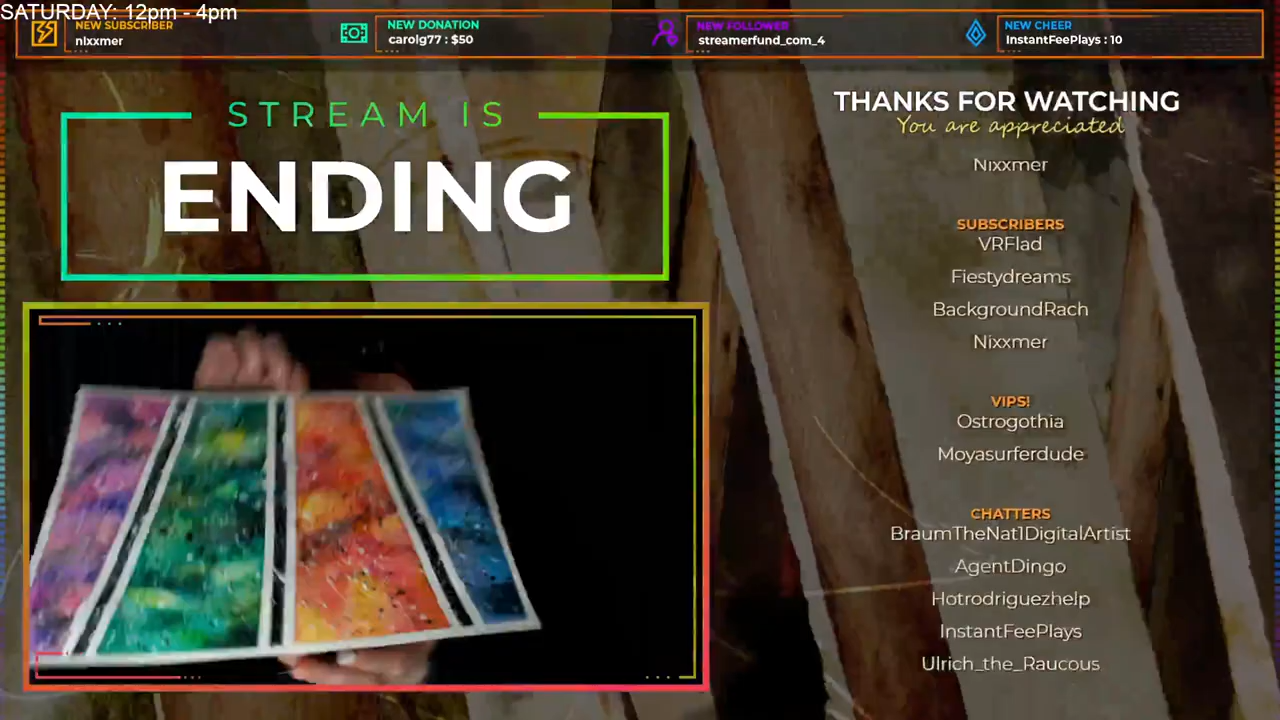 SATURDAY: 12pm - 4pm
NEW SUBSCRIBER
nixxmer
NEW DONATION
carolg77 : $50
NEW FOLLOWER
streamerfund_com_4
NEW CHEER
InstantFeePlays : 10
STREAM IS
ENDING
THANKS FOR WATCHING
You are appreciated
Nixxmer
SUBSCRIBERS
VRFlad
Fiestydreams
BackgroundRach
Nixxmer
VIPS!
Ostrogothia
Moyasurferdude
CHATTERS
BraumTheNat1DigitalArtist
AgentDingo
Hotrodriguezhelp
InstantFeePlays
Ulrich_the_Raucous